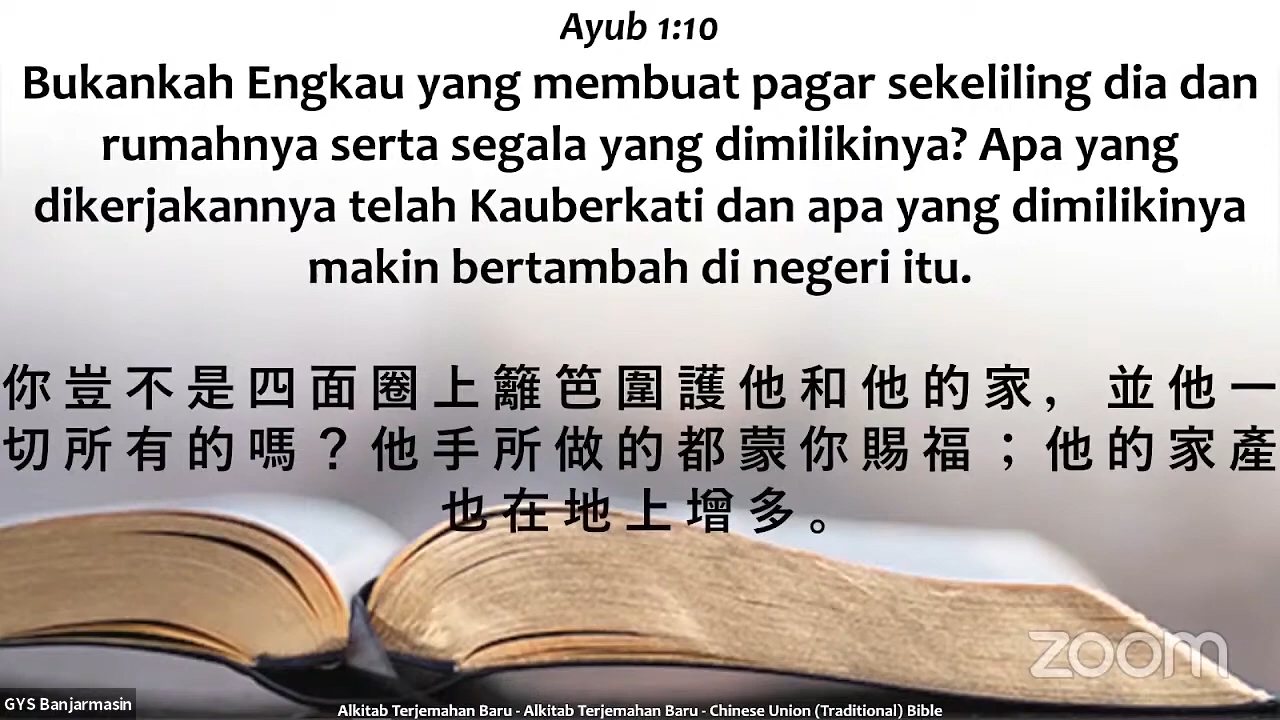 Ayub 1:10
Bukankah Engkau yang membuat pagar sekeliling dia dan
rumahnya serta segala yang dimilikinya? Apa yang
dikerjakannya telah Kauberkati dan apa yang dimilikinya
makin bertambah di negeri itu.
你豈不是四面圈上籬笆圍護他和他的家，並他一
切所有的嗎？他手所做的都蒙你賜福；他的家產
也在地上增多。
zoom
GYS Banjarmasin
Alkitab Terjemahan Baru - Alkitab Terjemahan Baru - Chinese Union (Traditional) Bible